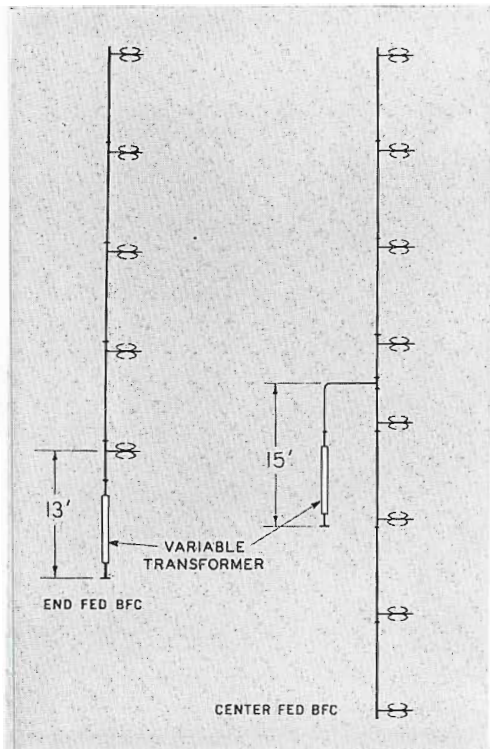 13'
15'
VARIABLE
TRANSFORMER
END FED BFC
CENTER FED BFC